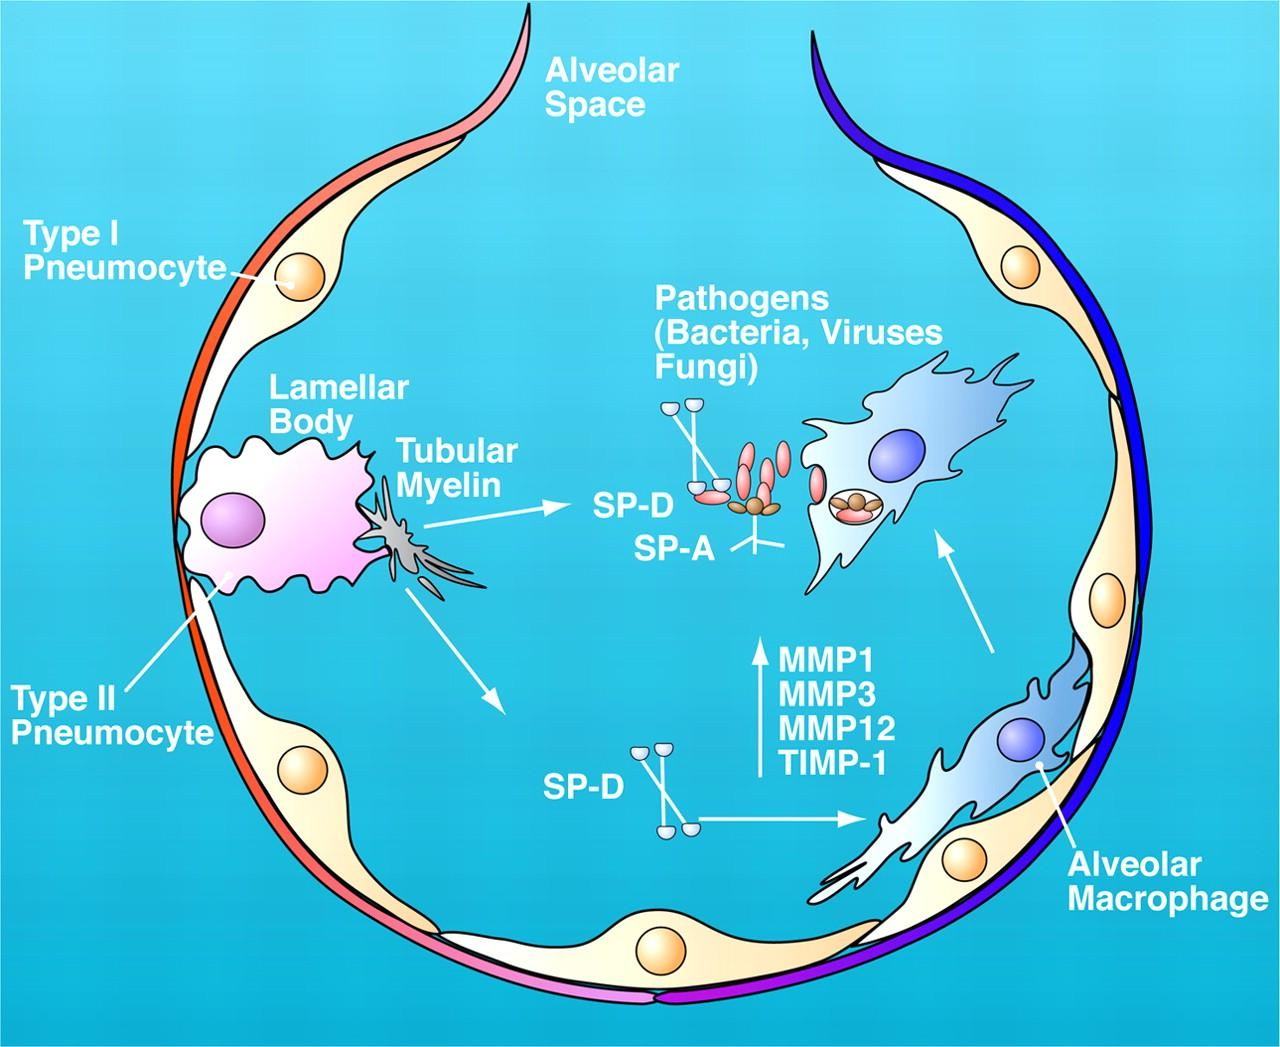 Alveolar
Space
Type I
Pneumocyte
Pathogens
(Bacteria, Viruses
Fungi)
Lamellar
Body
Tubular
Myelin
SP-D
SP-A
MMP1
MMP3
MMP12
TIMP-1
Type II
Pneumocyte
SP-D
Alveolar
Macrophage